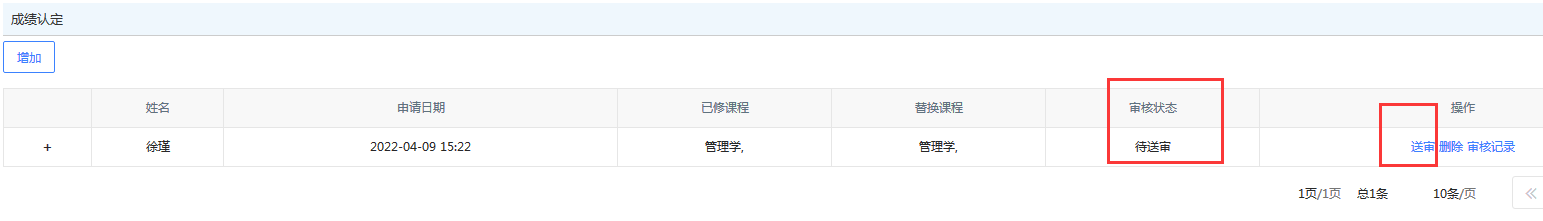 成绩认定
增加
姓名 申请日期 已修课程 替换课程 审核状态 操作
+ 徐瑾 2022-04-09 15:22 管理学, 管理学, 待送审 送审 删除 审核记录
1页/1页 总1条 10条/页